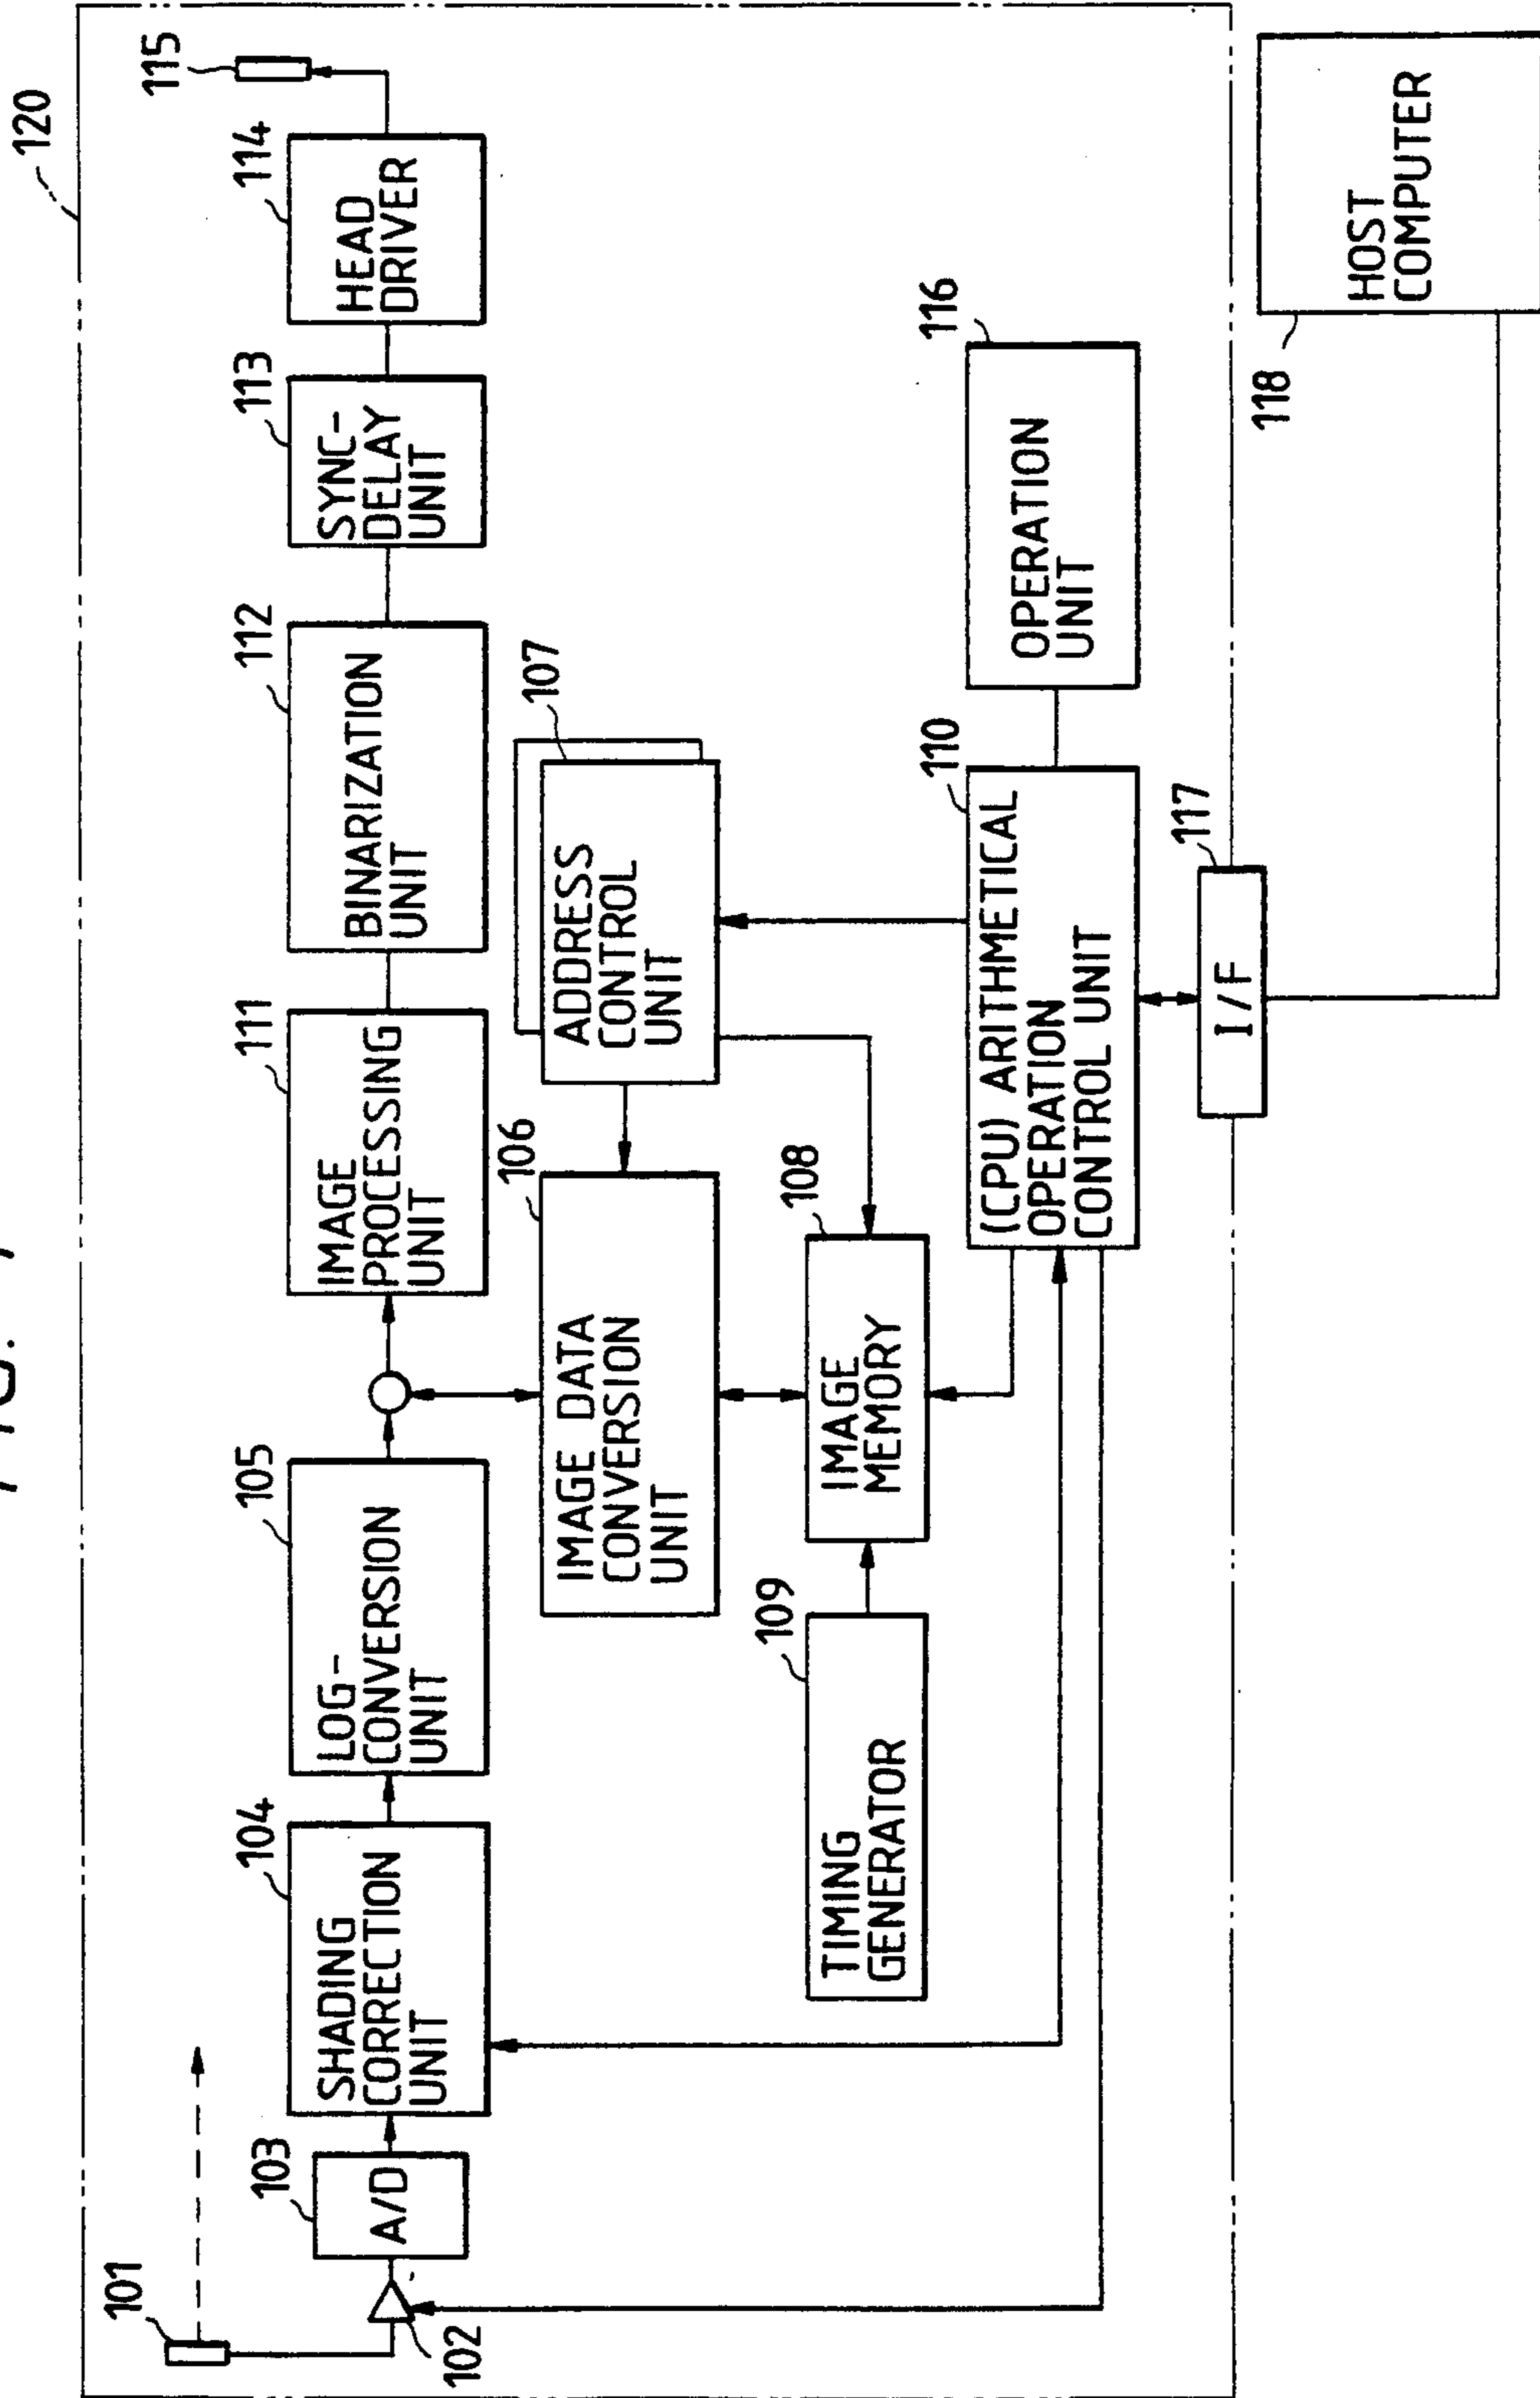 120
101
102
103
A/D
104
SHADING
CORRECTION
UNIT
105
LOG-
CONVERSION
UNIT
111
IMAGE
PROCESSING
UNIT
112
BINARIZATION
UNIT
113
SYNC-
DELAY
UNIT
114
HEAD
DRIVER
115
106
IMAGE DATA
CONVERSION
UNIT
107
ADDRESS
CONTROL
UNIT
109
TIMING
GENERATOR
108
IMAGE
MEMORY
110
(CPU) ARITHMETICAL
OPERATION
CONTROL UNIT
116
OPERATION
UNIT
117
I/F
118
HOST
COMPUTER